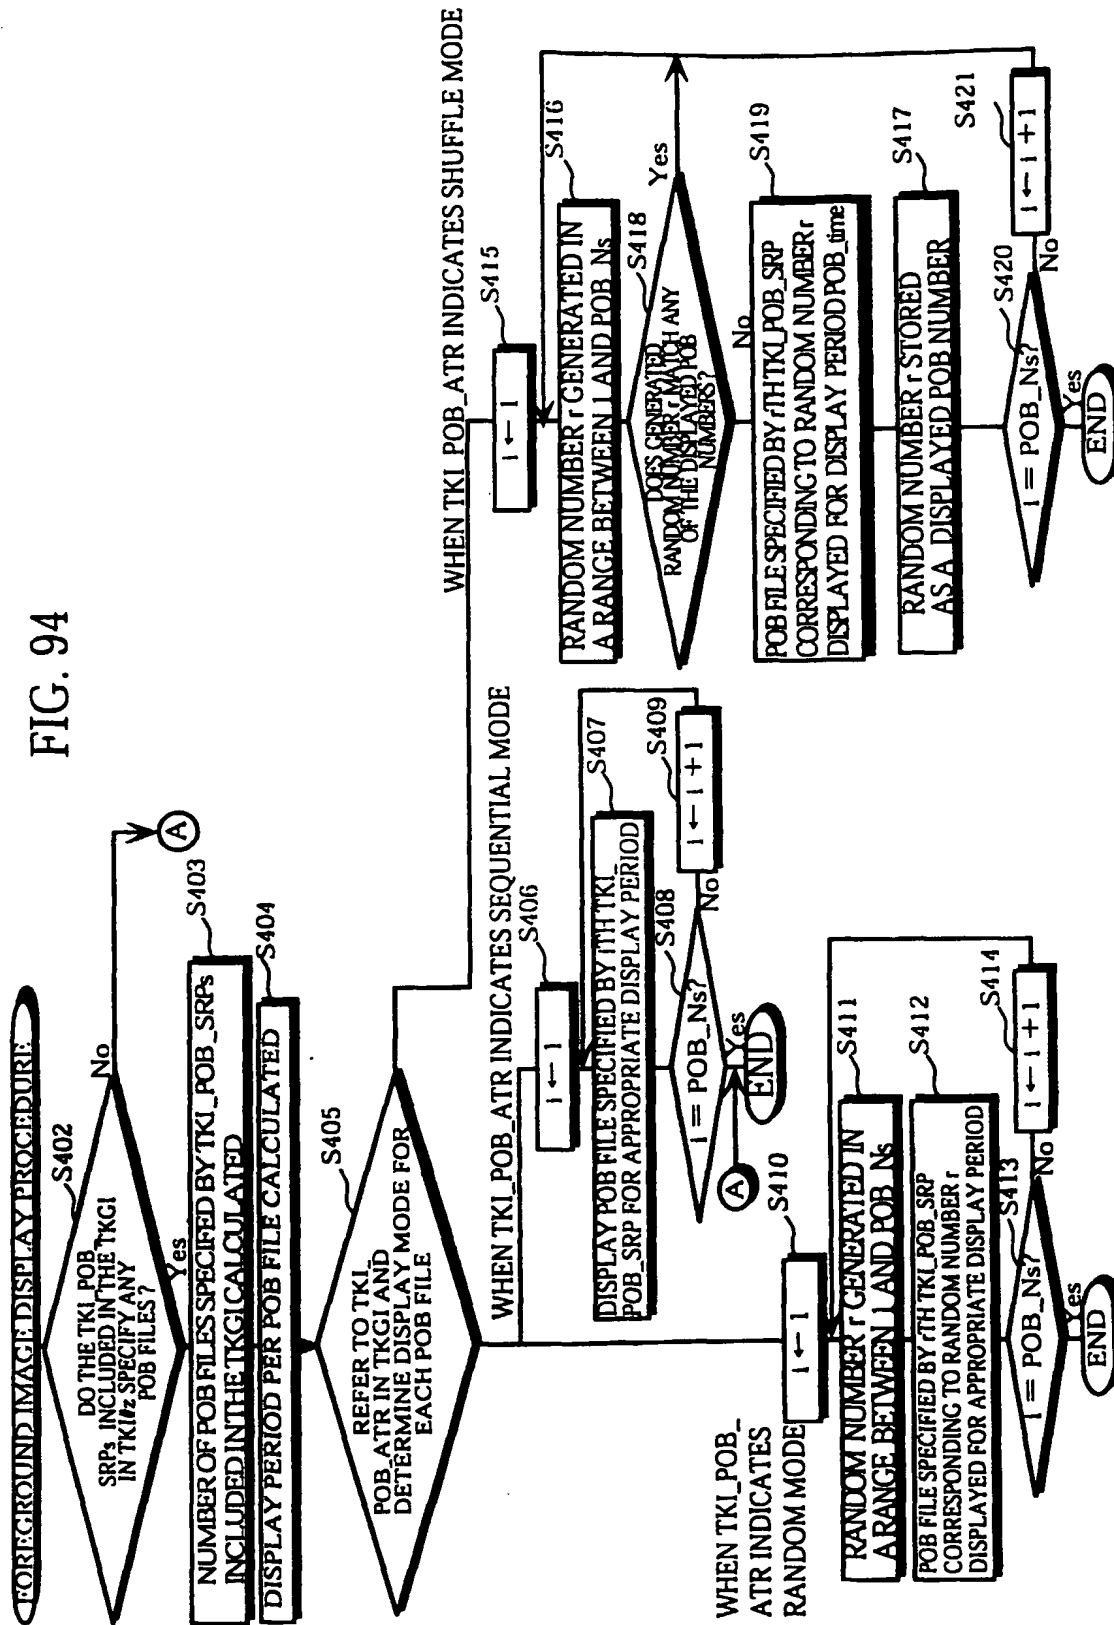 FIG. 94
FOREGROUND IMAGE DISPLAY PROCEDURE
S402
DO THE TKI_POB_
SRPs INCLUDED IN THE TKGI
IN TKI#z SPECIFY ANY
POB FILES?
No
A
Yes
S403
NUMBER OF POB FILES SPECIFED BY TKI_POB_SRPs
INCLUDED IN THE TKGI CALCULATED
S404
DISPLAY PERIOD PER POB FILE CALCULATED
S405
REFER TO TKI_
POB_ATR IN TKGI AND
DETERMINE DISPLAY MODE FOR
EACH POB FILE
WHEN TKI_POB_ATR INDICATES SEQUENTIAL MODE
S406
i ← 1
S407
DISPLAY POB FILE SPECIFIED BY iTH TKI_
POB_SRP FOR APPROPRIATE DISPLAY PERIOD
S408
i = POB_Ns?
No
S409
i ← i + 1
Yes
A
END
WHEN TKI_POB_
ATR INDICATES
RANDOM MODE
S410
i ← 1
S411
RANDOM NUMBER r GENERATED IN
A RANGE BETWEEN 1 AND POB_Ns
S412
POB FILE SPECIFIED BY rTH TKI_POB_SRP
CORRESPONDING TO RANDOM NUMBER r
DISPLAYED FOR APPROPRIATE DISPLAY PERIOD
S413
i = POB_Ns?
No
S414
i ← i + 1
Yes
END
WHEN TKI_POB_ATR INDICATES SHUFFLE MODE
S415
i ← 1
S416
RANDOM NUMBER r GENERATED IN
A RANGE BETWEEN 1 AND POB_Ns
S418
DOES GENERATED
RANDOM NUMBER r MATCH ANY
OF THE DISPLAYED POB
NUMBERS?
Yes
No
S419
POB FILE SPECIFIED BY rTH TKI_POB_SRP
CORRESPONDING TO RANDOM NUMBER r
DISPLAYED FOR DISPLAY PERIOD POB_time
S417
RANDOM NUMBER r STORED
AS A DISPLAYED POB NUMBER
S420
i = POB_Ns?
No
S421
i ← i + 1
Yes
END